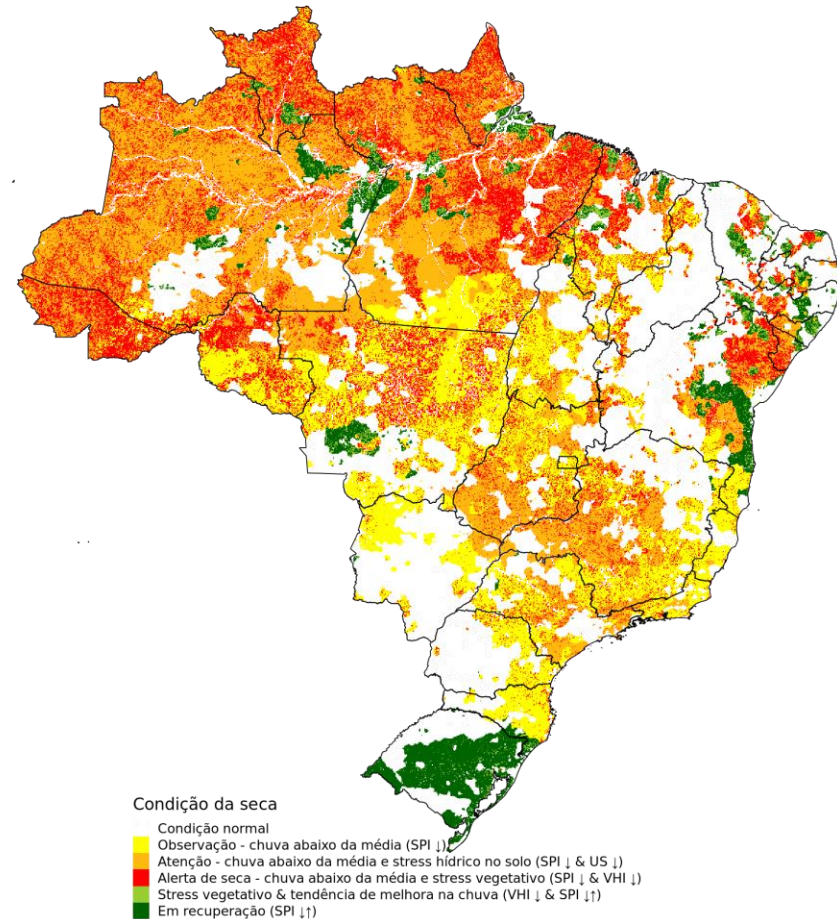 Condição da seca
Condição normal
Observação - chuva abaixo da média (SPI ↓)
Atenção - chuva abaixo da média e stress hídrico no solo (SPI ↓ & US ↓)
Alerta de seca - chuva abaixo da média e stress vegetativo (SPI ↓ & VHI ↓)
Stress vegetativo & tendência de melhora na chuva (VHI ↓ & SPI ↓↑)
Em recuperação (SPI ↓↑)